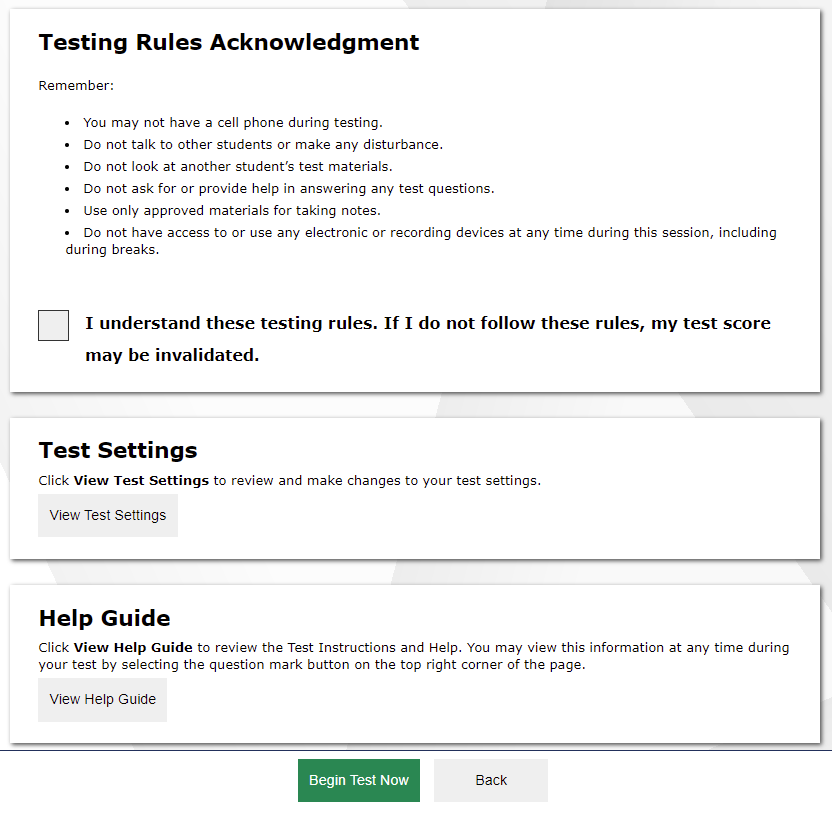 Testing Rules Acknowledgment
Remember:
• You may not have a cell phone during testing.
• Do not talk to other students or make any disturbance.
• Do not look at another student’s test materials.
• Do not ask for or provide help in answering any test questions.
• Use only approved materials for taking notes.
• Do not have access to or use any electronic or recording devices at any time during this session, including
during breaks.
I understand these testing rules. If I do not follow these rules, my test score
may be invalidated.
Test Settings
Click View Test Settings to review and make changes to your test settings.
View Test Settings
Help Guide
Click View Help Guide to review the Test Instructions and Help. You may view this information at any time during
your test by selecting the question mark button on the top right corner of the page.
View Help Guide
Begin Test Now
Back